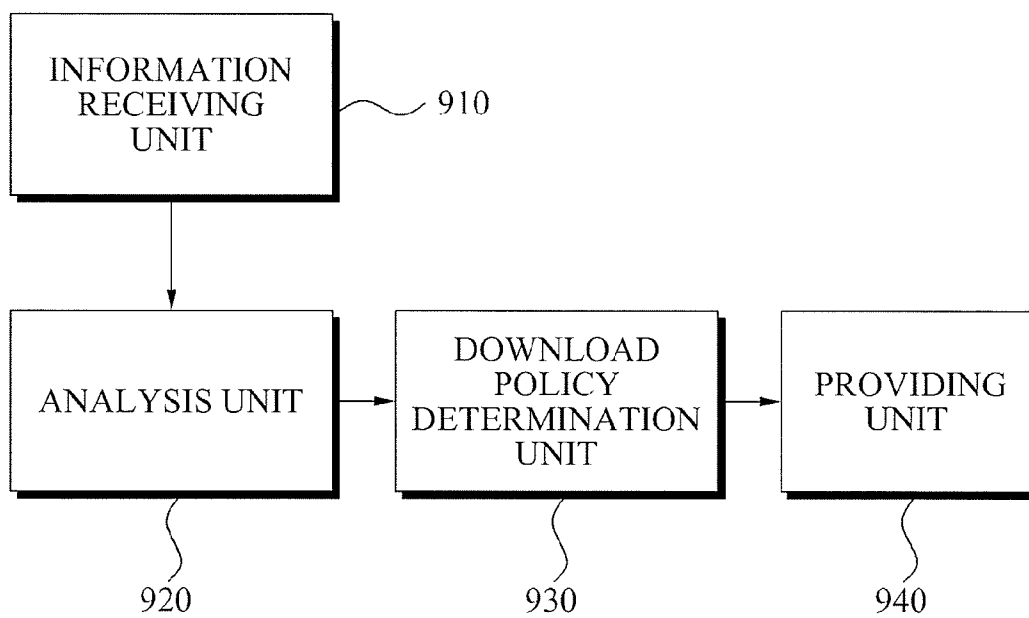 INFORMATION
RECEIVING
UNIT
910
ANALYSIS UNIT
DOWNLOAD
POLICY
DETERMINATION
UNIT
PROVIDING
UNIT
920
930
940